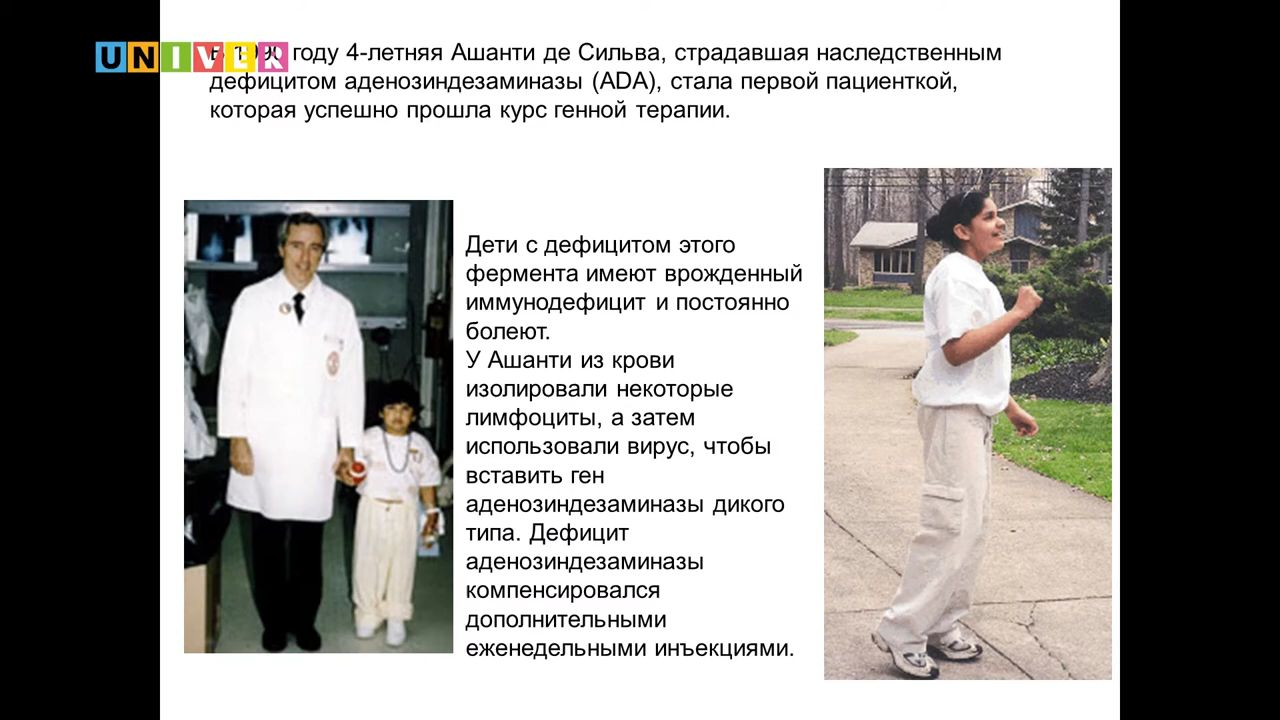 UNIVER
году 4-летняя Ашанти де Сильва, страдавшая наследственным
дефицитом аденозиндезаминазы (ADA), стала первой пациенткой,
которая успешно прошла курс генной терапии.
Дети с дефицитом этого
фермента имеют врожденный
иммунодефицит и постоянно
болеют.
У Ашанти из крови
изолировали некоторые
лимфоциты, а затем
использовали вирус, чтобы
вставить ген
аденозиндезаминазы дикого
типа. Дефицит
аденозиндезаминазы
компенсировался
дополнительными
еженедельными инъекциями.